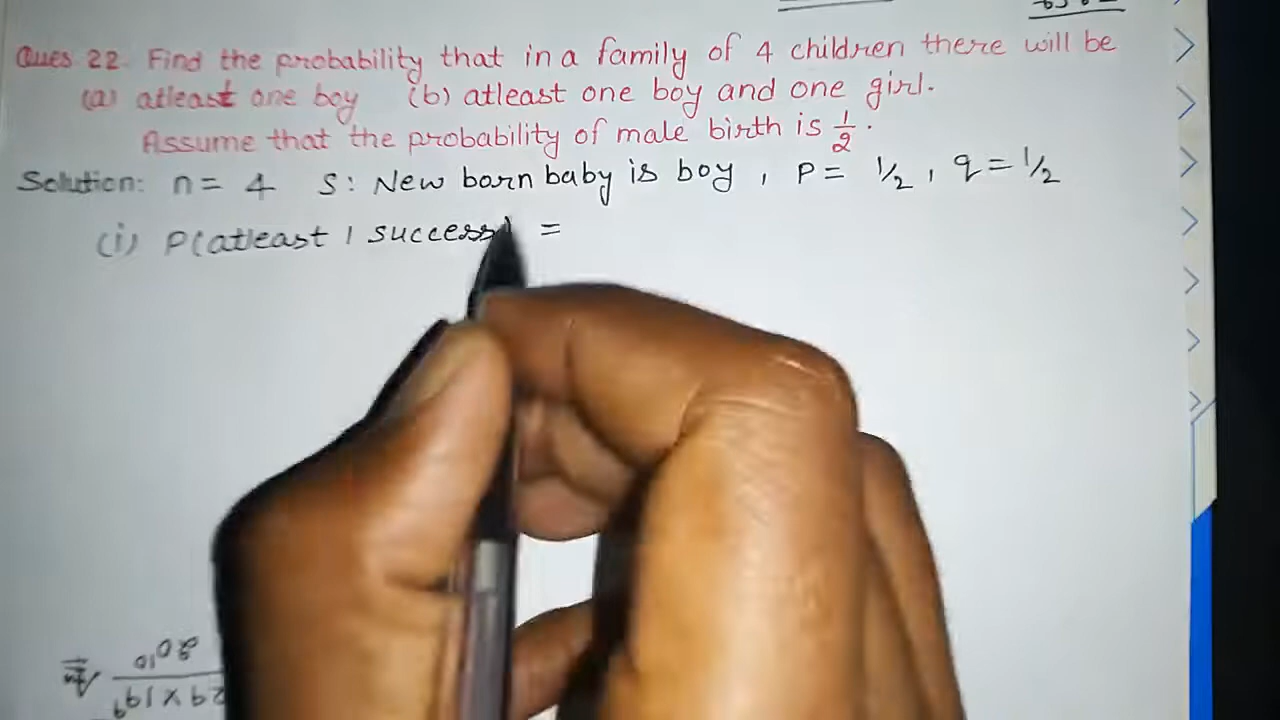 Ques 22. Find the probability that in a family of 4 children there will be
(a) atleast one boy (b) atleast one boy and one girl.
Assume that the probability of male birth is 1/2.
Solution: n = 4 S: New born baby is boy, P = 1/2, q = 1/2
(i) P(atleast 1 success) =